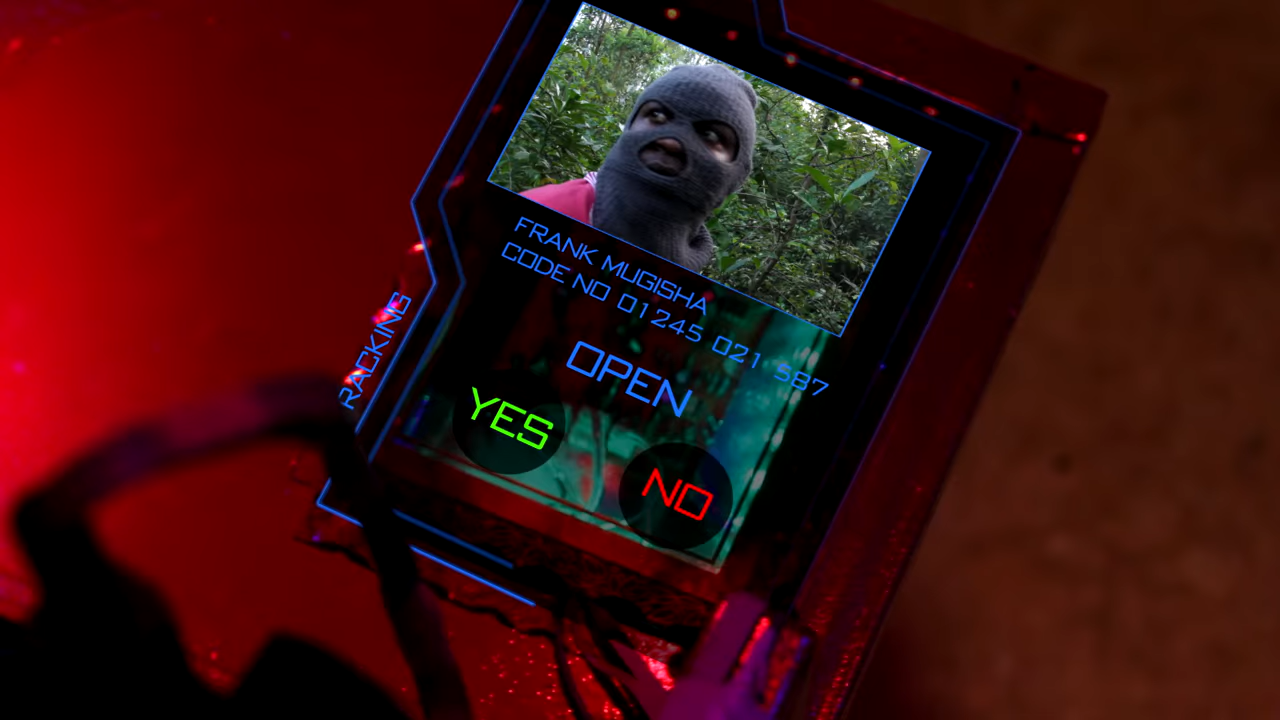 FRANK MUGISHA
CODE NO 01245 021 587
OPEN
YES
NO
RACKING